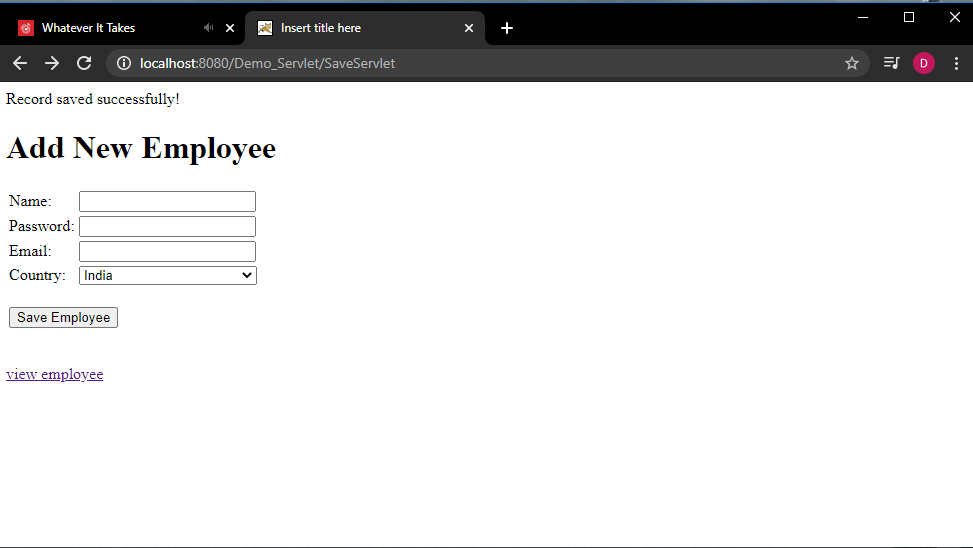 Whatever It Takes
Insert title here
localhost:8080/Demo_Servlet/SaveServlet
D
Record saved successfully!
Add New Employee
Name:
Password:
Email:
Country: India
Save Employee
view employee